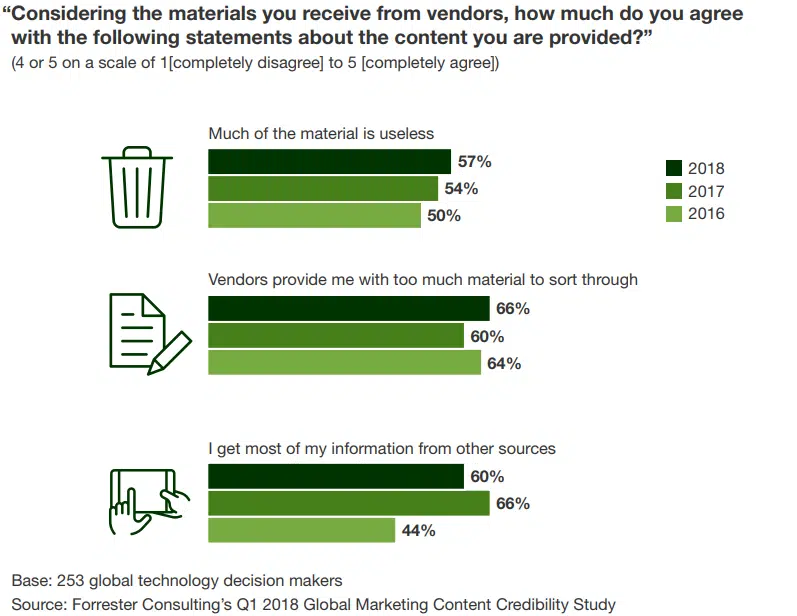 “Considering the materials you receive from vendors, how much do you agree
with the following statements about the content you are provided?”
(4 or 5 on a scale of 1[completely disagree] to 5 [completely agree])
Much of the material is useless
57%
54%
50%
2018
2017
2016
Vendors provide me with too much material to sort through
66%
60%
64%
I get most of my information from other sources
60%
66%
44%
Base: 253 global technology decision makers
Source: Forrester Consulting’s Q1 2018 Global Marketing Content Credibility Study